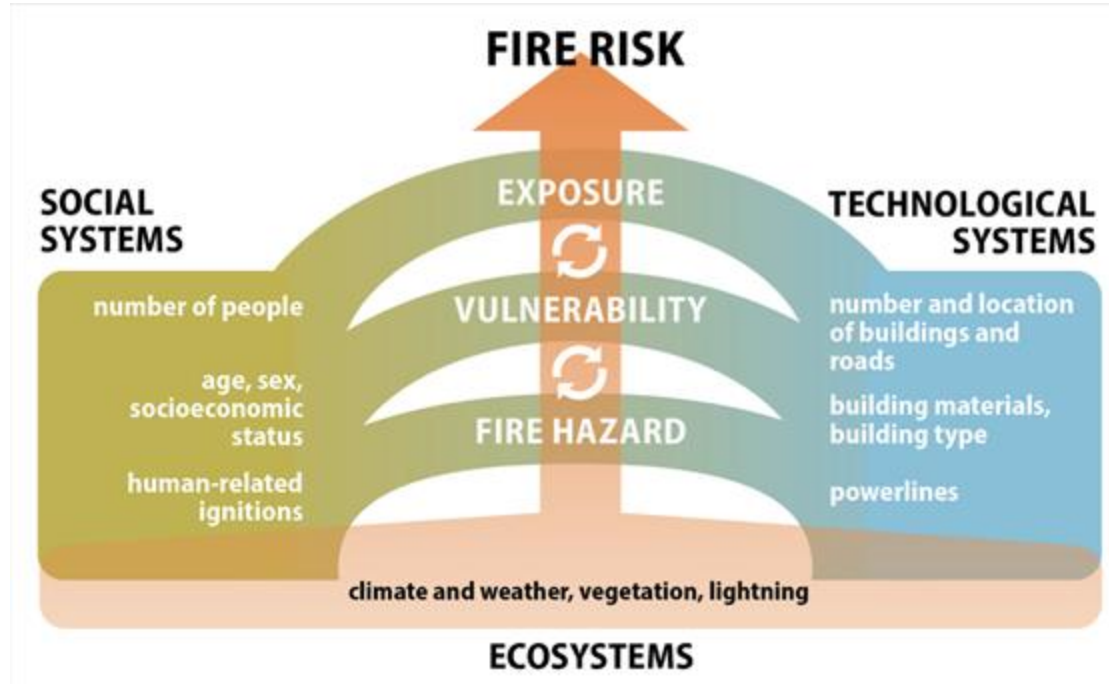 FIRE RISK
SOCIAL
SYSTEMS
number of people
age, sex,
socioeconomic
status
human-related
ignitions
EXPOSURE
VULNERABILITY
FIRE HAZARD
TECHNOLOGICAL
SYSTEMS
number and location
of buildings and
roads
building materials,
building type
powerlines
climate and weather, vegetation, lightning
ECOSYSTEMS